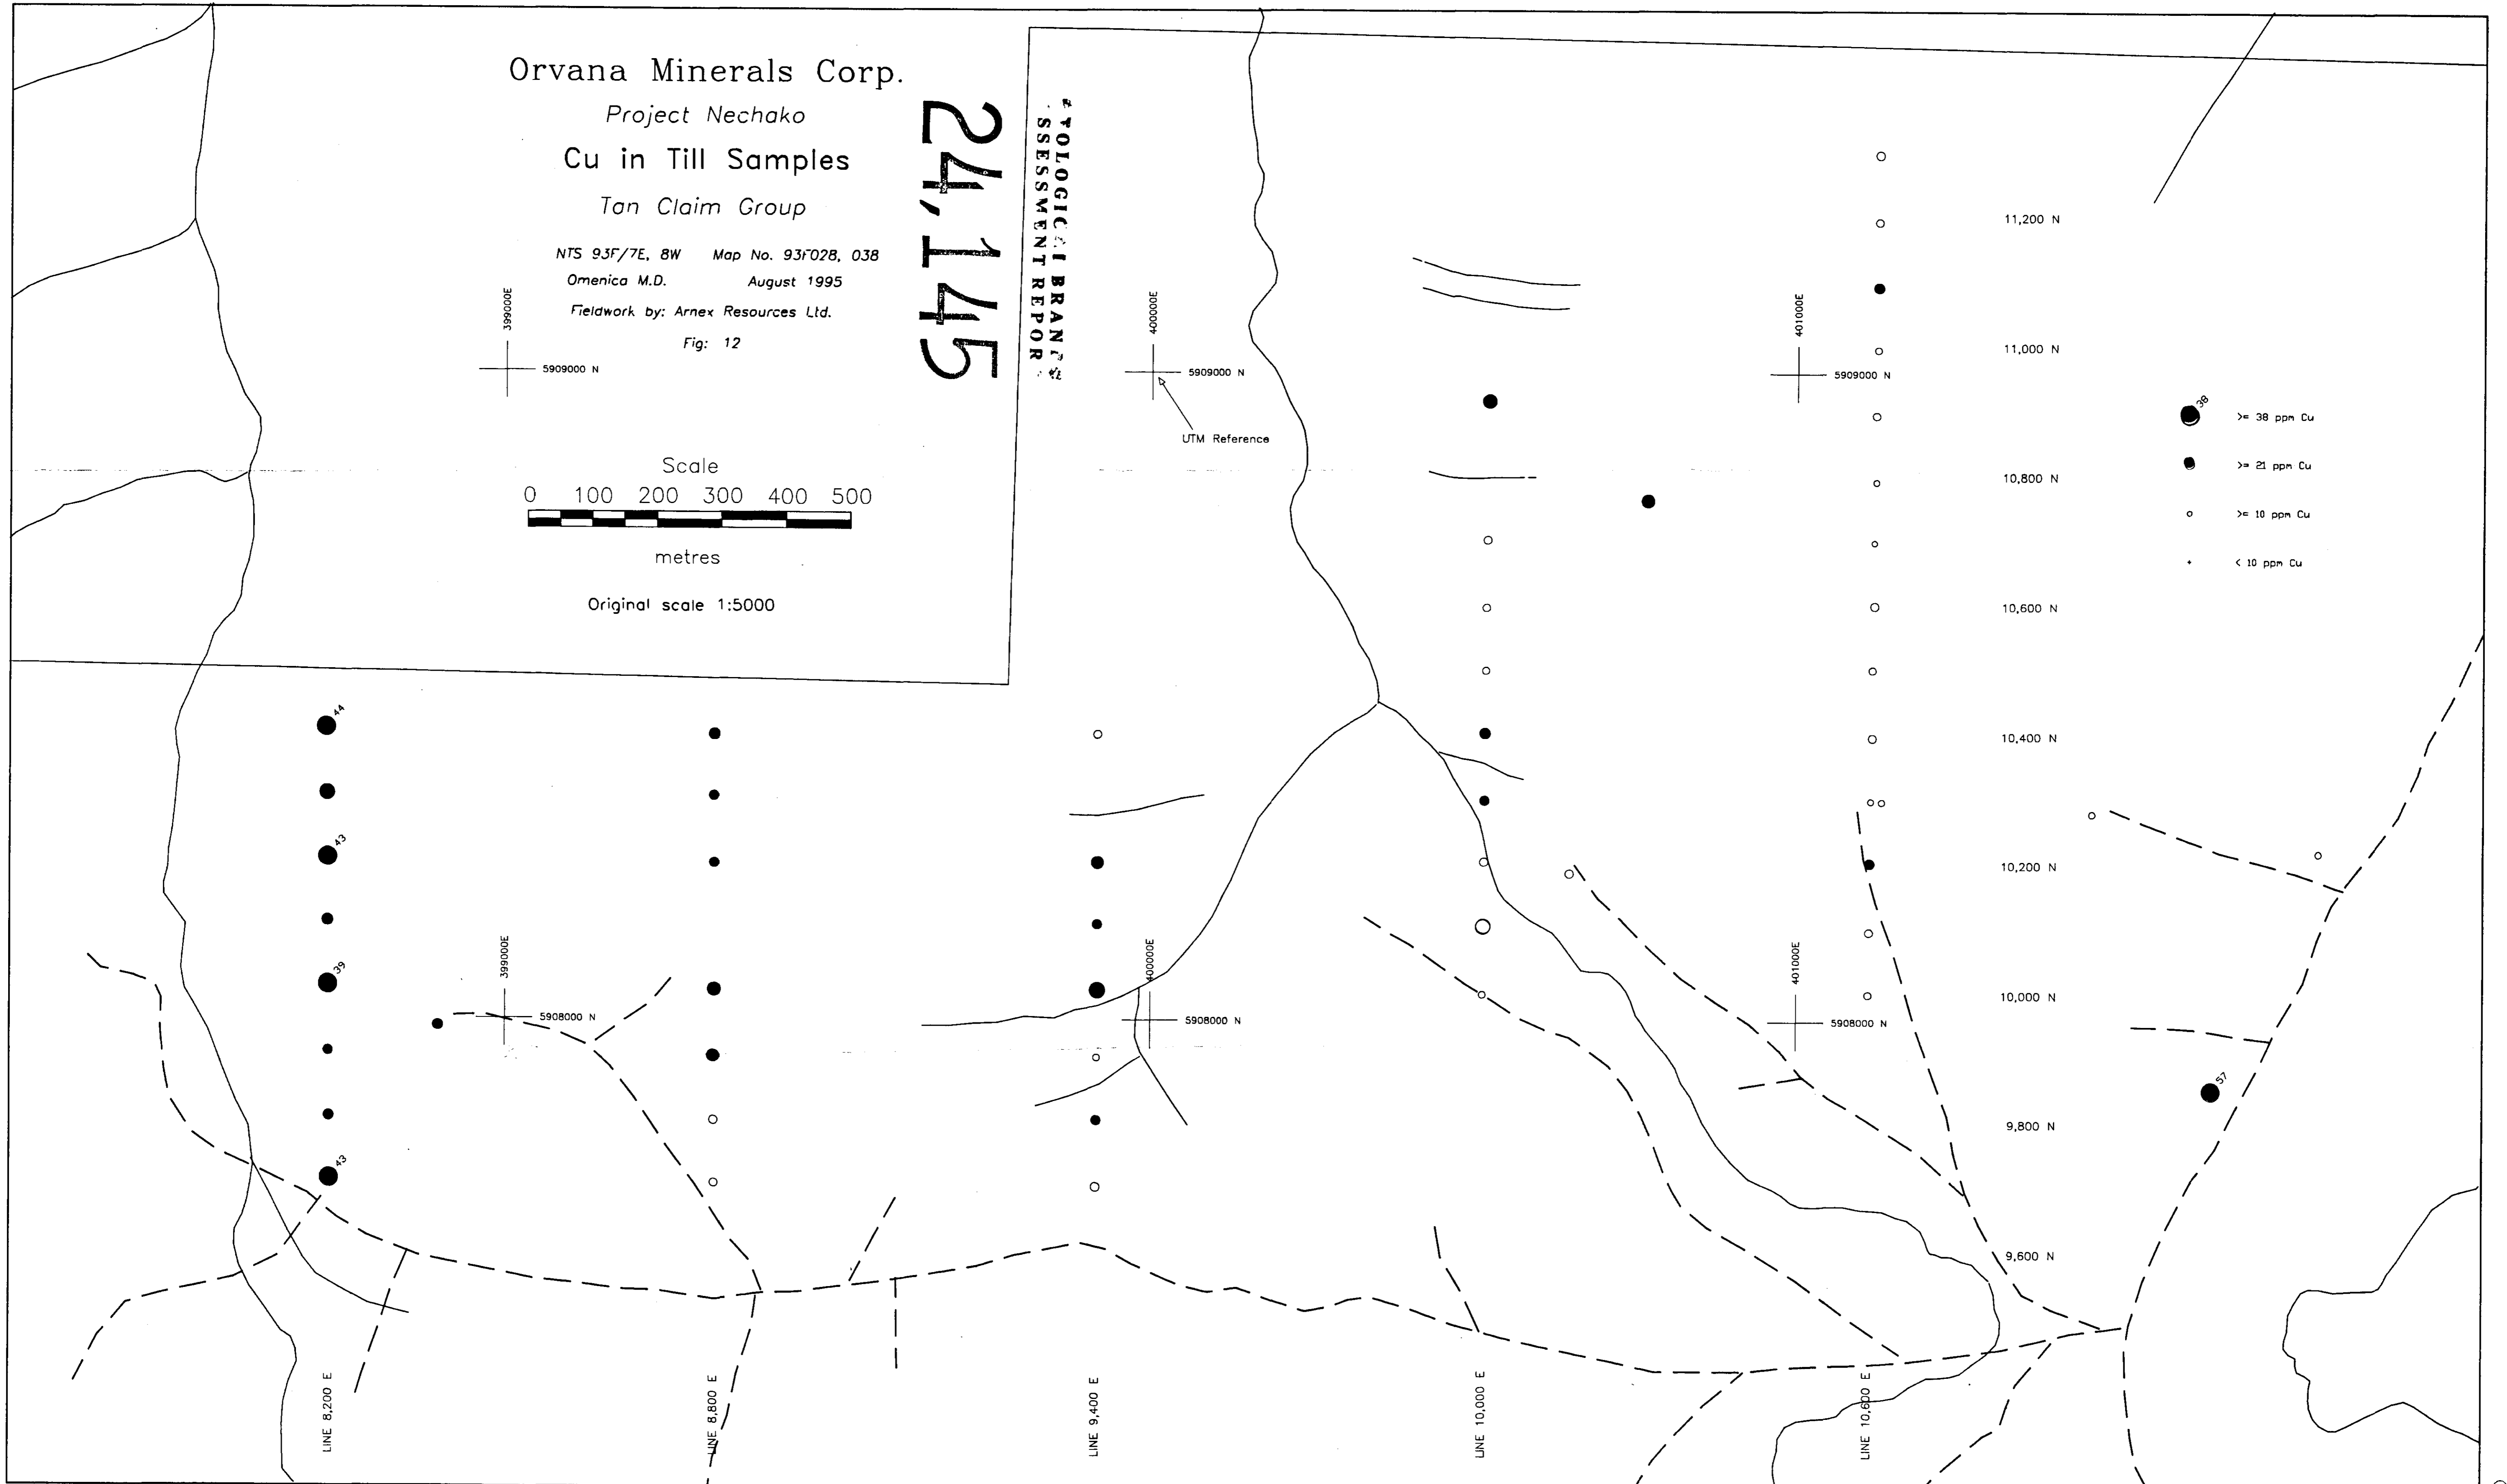 Orvana Minerals Corp.
Project Nechako
Cu in Till Samples
Tan Claim Group
NTS 93F/7E, 8W Map No. 93F028, 038
Omenica M.D. August 1995
Fieldwork by: Arnex Resources Ltd.
Fig: 12
24,145
SSESSMENT REPOR
399000E
5909000 N
400000E
5909000 N
UTM Reference
401000E
5909000 N
Scale
0 100 200 300 400 500
metres
Original scale 1:5000
11,200 N
11,000 N
10,800 N
10,600 N
10,400 N
10,200 N
10,000 N
9,800 N
9,600 N
38
>= 38 ppm Cu
>= 21 ppm Cu
>= 10 ppm Cu
< 10 ppm Cu
44
43
39
43
57
399000E
5908000 N
400000E
5908000 N
401000E
5908000 N
LINE 8,200 E
LINE 8,800 E
LINE 9,400 E
LINE 10,000 E
LINE 10,600 E